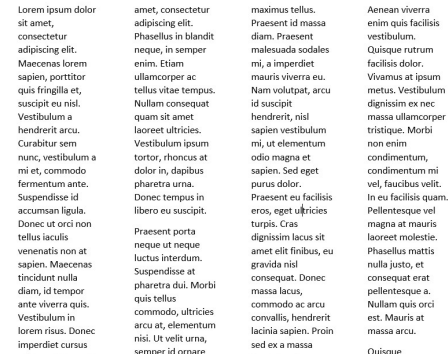 Lorem ipsum dolor
sit amet,
consectetur
adipiscing elit.
Maecenas lorem
sapien, porttitor
quis fringilla et,
suscipit eu nisl.
Vestibulum a
hendrerit arcu.
Curabitur sem
nunc, vestibulum a
mi et, commodo
fermentum ante.
Suspendisse id
accumsan ligula.
Donec ut orci non
tellus iaculis
venenatis non at
sapien. Maecenas
tincidunt nulla
diam, id tempor
ante viverra quis.
Vestibulum in
lorem risus. Donec
imperdiet cursus
amet, consectetur
adipiscing elit.
Phasellus in blandit
neque, in semper
enim. Etiam
ullamcorper ac
tellus vitae tempus.
Nullam consequat
quam sit amet
laoreet ultricies.
Vestibulum ipsum
tortor, rhoncus at
dolor in, dapibus
pharetra urna.
Donec tempus in
libero eu suscipit.
Praesent porta
neque ut neque
luctus interdum.
Suspendisse at
pharetra dui. Morbi
quis tellus
commodo, ultricies
arcu at, elementum
nisi. Ut velit urna,
semper id ornare
maximus tellus.
Praesent id massa
diam. Praesent
malesuada sodales
mi, a imperdiet
mauris viverra eu.
Nam volutpat, arcu
id suscipit
hendrerit, nisl
sapien vestibulum
mi, ut elementum
odio magna et
sapien. Sed eget
purus dolor.
Praesent eu facilisis
eros, eget ultricies
turpis. Cras
dignissim lacus sit
amet elit finibus, eu
gravida nisl
consequat. Donec
massa lacus,
commodo ac arcu
convallis, hendrerit
lacinia sapien. Proin
sed ex a massa
Aenean viverra
enim quis facilisis
vestibulum.
Quisque rutrum
facilisis dolor.
Vivamus at ipsum
metus. Vestibulum
dignissim ex nec
massa ullamcorper
tristique. Morbi
non enim
condimentum,
condimentum mi
vel, faucibus velit.
In eu facilisis quam.
Pellentesque vel
magna at mauris
laoreet molestie.
Phasellus mattis
nulla justo, et
consequat erat
pellentesque a.
Nullam quis orci
est. Mauris at
massa arcu.
Quisque